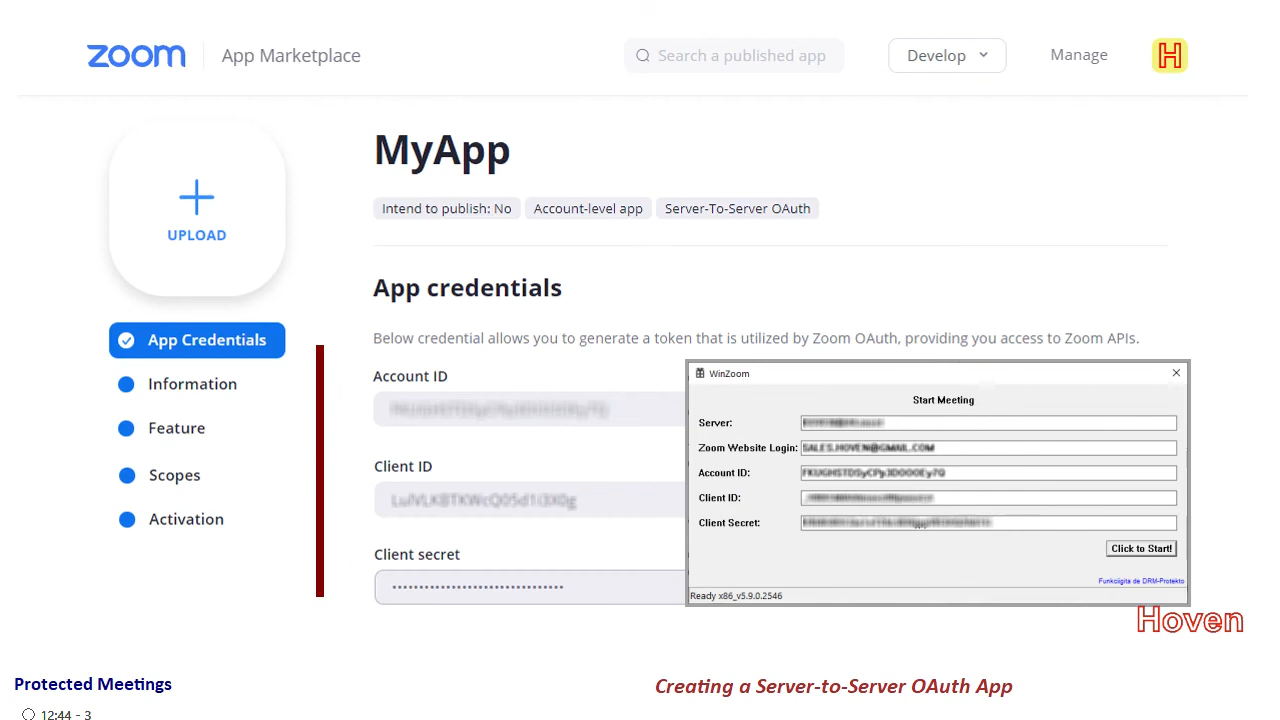 zoom App Marketplace Search a published app Develop Manage H
MyApp
UPLOAD
Intend to publish: No Account-level app Server-To-Server OAuth
App credentials
Below credential allows you to generate a token that is utilized by Zoom OAuth, providing you access to Zoom APIs.
App Credentials
Information
Feature
Scopes
Activation
Account ID
Client ID
Client secret
WinZoom
Start Meeting
Server:
Zoom Website Login: SALES.HOVEN@GMAIL.COM
Account ID:
Client ID:
Client Secret:
Click to Start!
Funkciigita de DRM-Protekto
Ready x86_v5.9.0.2546
Hoven
Protected Meetings
Creating a Server-to-Server OAuth App
12:44 - 3